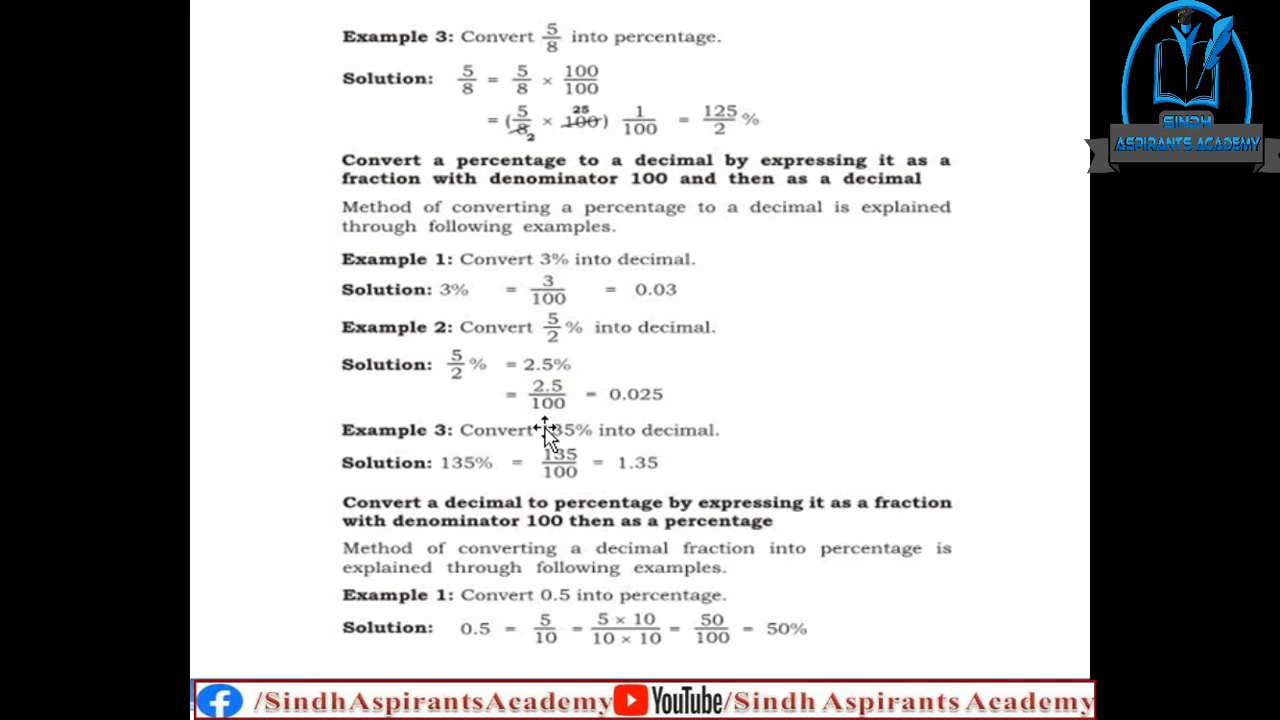 Example 3: Convert 5/8 into percentage.
Solution: 5/8 = 5/8 × 100/100
= (5/8 2 × 25 100) 1/100 = 125/2 %
Convert a percentage to a decimal by expressing it as a
fraction with denominator 100 and then as a decimal
Method of converting a percentage to a decimal is explained
through following examples.
Example 1: Convert 3% into decimal.
Solution: 3% = 3/100 = 0.03
Example 2: Convert 5/2 % into decimal.
Solution: 5/2 % = 2.5%
= 2.5/100 = 0.025
Example 3: Convert 35% into decimal.
Solution: 135% = 135/100 = 1.35
Convert a decimal to percentage by expressing it as a fraction
with denominator 100 then as a percentage
Method of converting a decimal fraction into percentage is
explained through following examples.
Example 1: Convert 0.5 into percentage.
Solution: 0.5 = 5/10 = 5 × 10/10 × 10 = 50/100 = 50%
SINDH
ASPIRANTS ACADEMY
/SindhAspirantsAcademy YouTube/Sindh Aspirants Academy